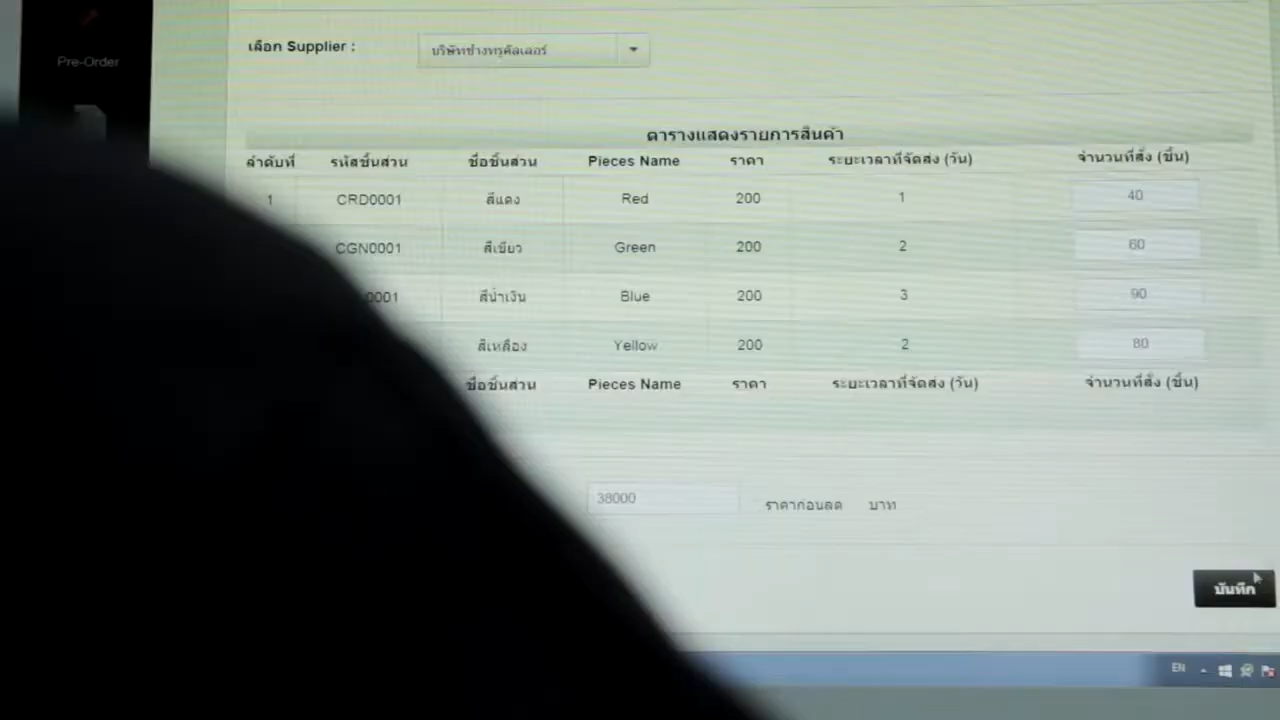 เลือก Supplier :
บริษัทช้างทรูคัลเลอร์
Pre-Order
ตารางแสดงรายการสินค้า
ลำดับที่ รหัสชิ้นส่วน ชื่อชิ้นส่วน Pieces Name ราคา ระยะเวลาที่จัดส่ง (วัน) จำนวนที่สั่ง (ชิ้น)
1 CRD0001 สีแดง Red 200 1 40
CGN0001 สีเขียว Green 200 2 60
0001 สีน้ำเงิน Blue 200 3 90
สีเหลือง Yellow 200 2 80
ชื่อชิ้นส่วน Pieces Name ราคา ระยะเวลาที่จัดส่ง (วัน) จำนวนที่สั่ง (ชิ้น)
38000 ราคาก่อนลด บาท
บันทึก
EN